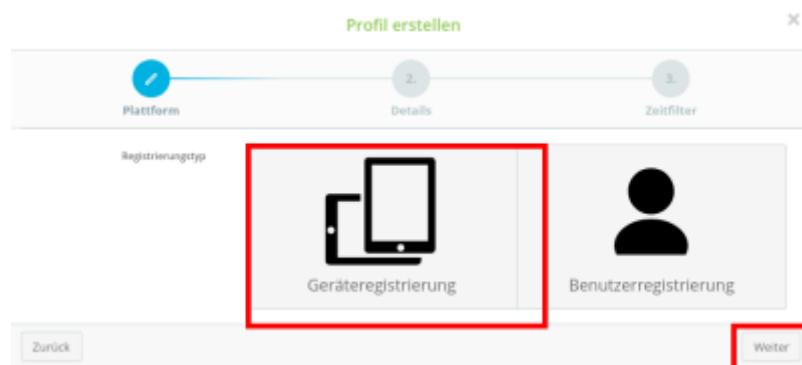 Profil erstellen
×
2.
3.
Plattform
Details
Zeitfilter
Registrierungstyp
Geräteregistrierung
Benutzerregistrierung
Zurück
Weiter